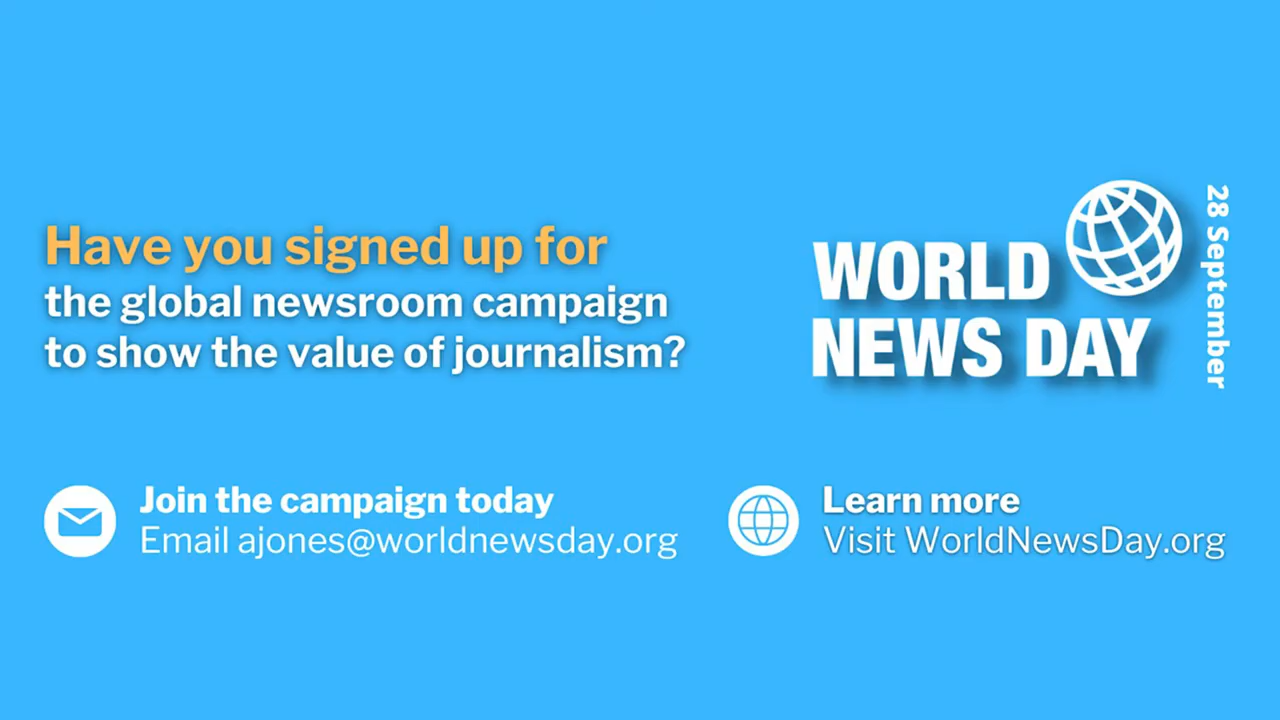 Have you signed up for
the global newsroom campaign
to show the value of journalism?
WORLD
NEWS DAY
28 September
Join the campaign today
Email ajones@worldnewsday.org
Learn more
Visit WorldNewsDay.org